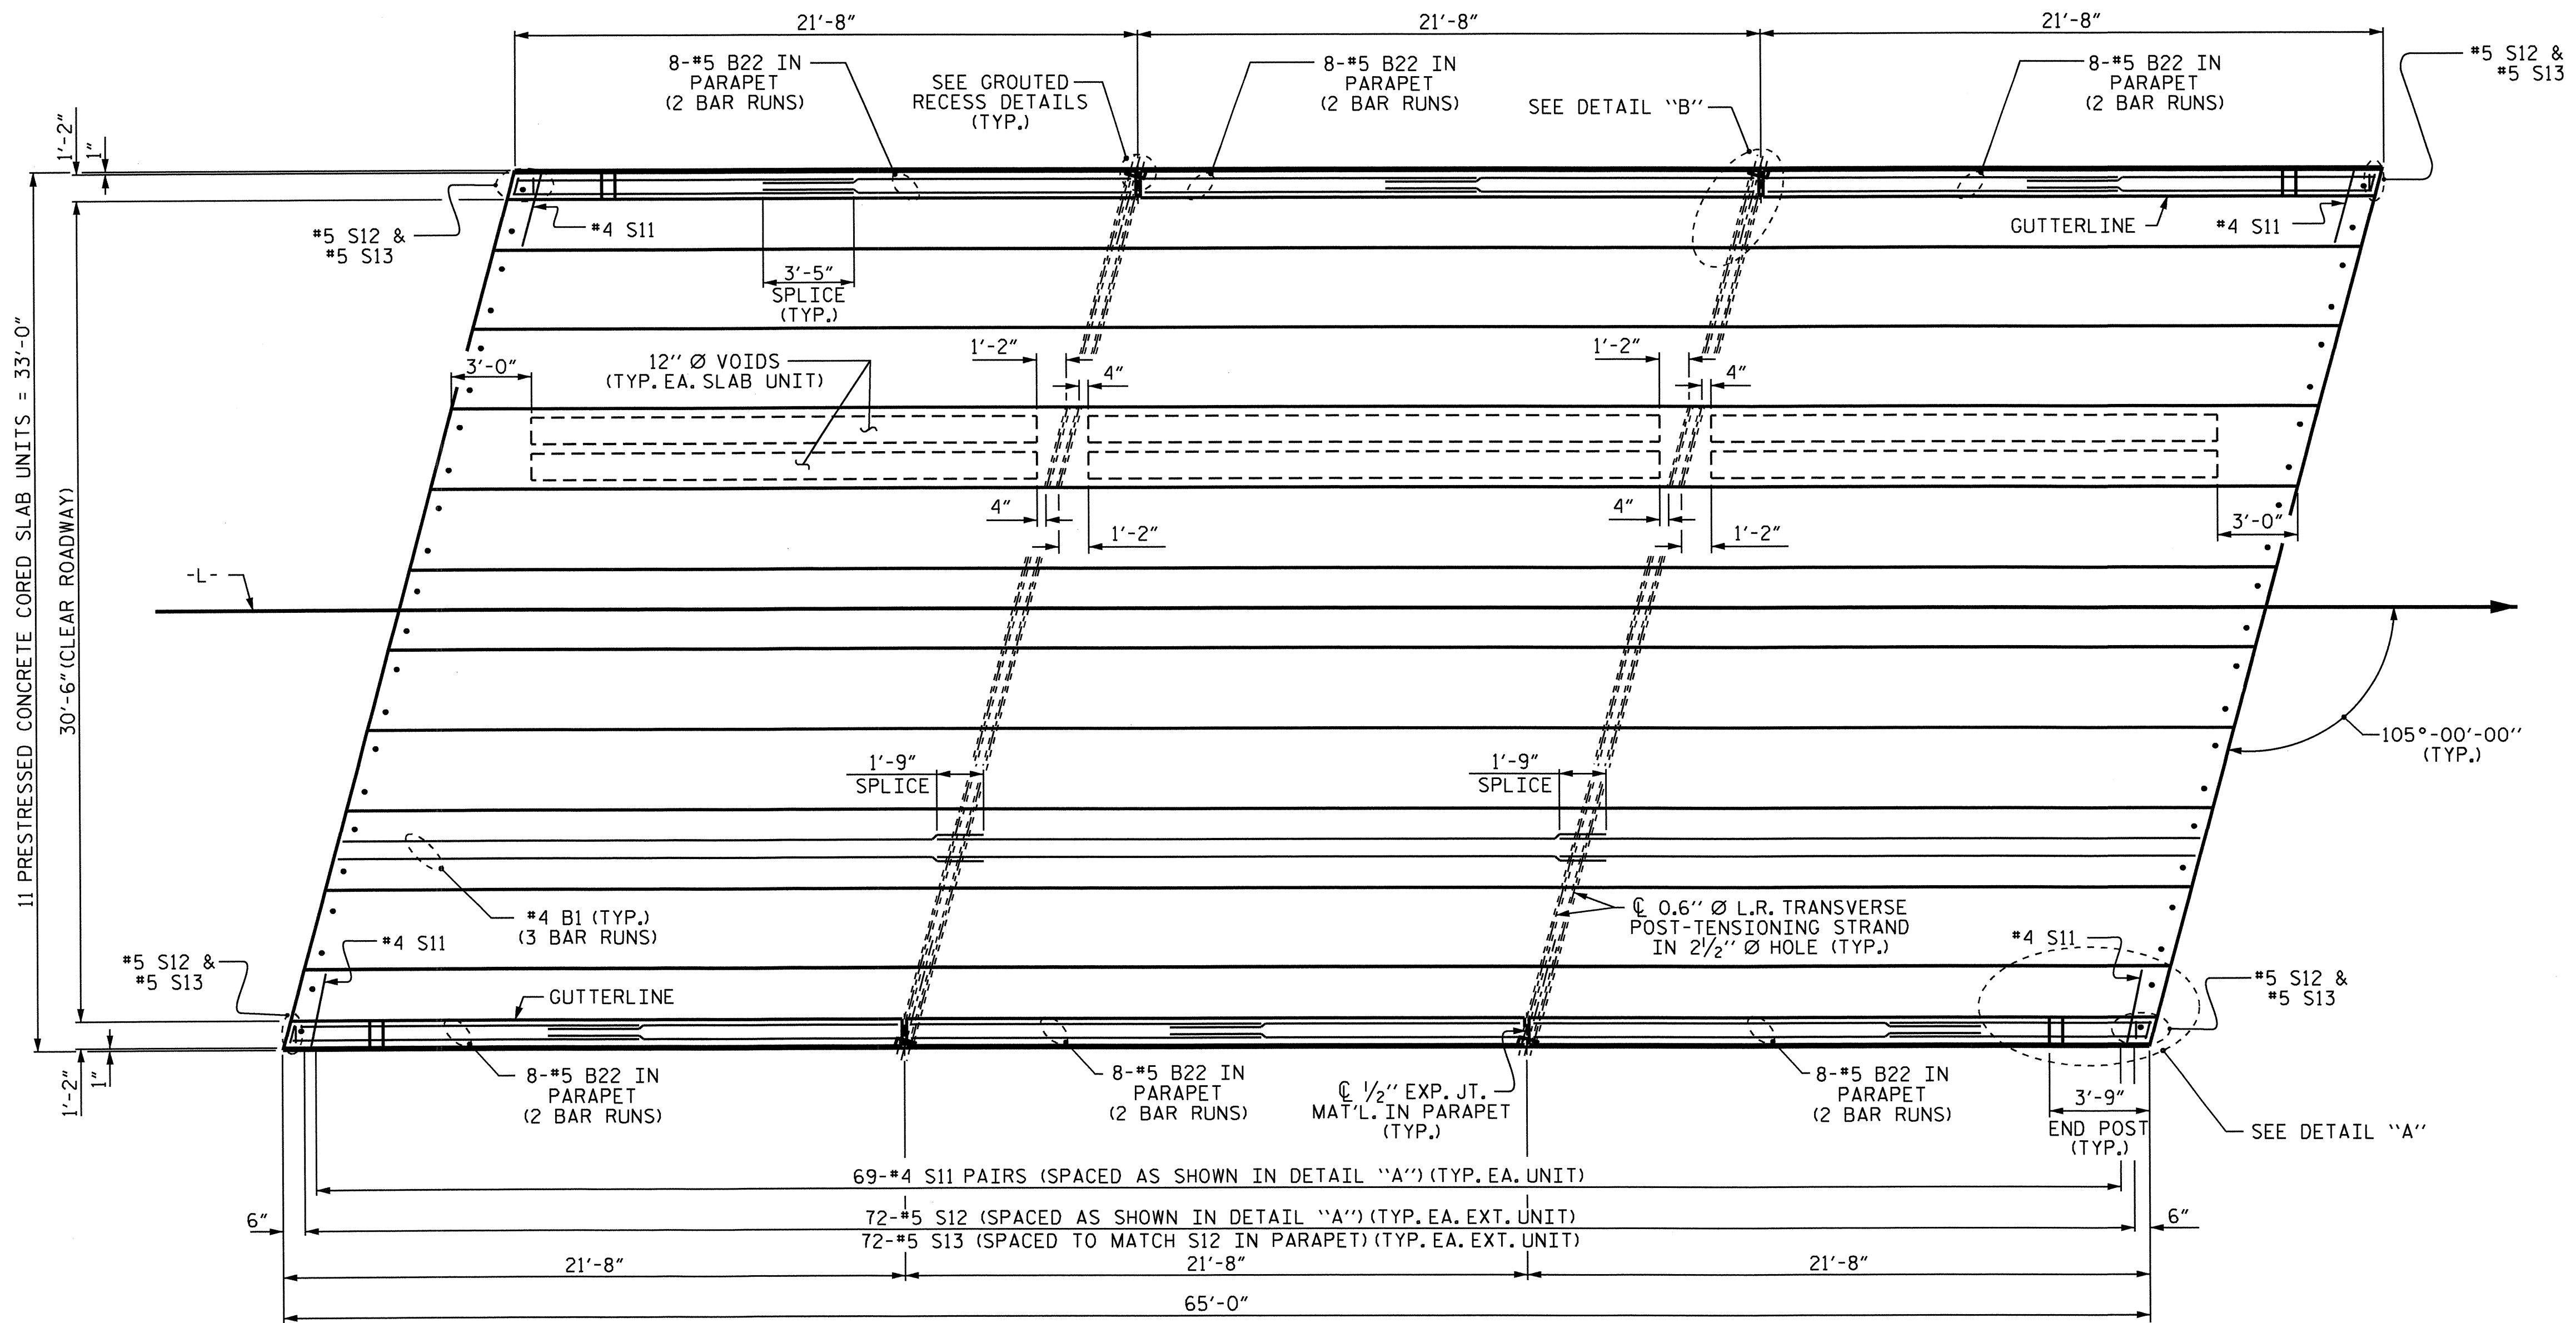 21'-8" 21'-8" 21'-8"
8-#5 B22 IN
PARAPET
(2 BAR RUNS)
SEE GROUTED
RECESS DETAILS
(TYP.)
8-#5 B22 IN
PARAPET
(2 BAR RUNS)
SEE DETAIL "B"
8-#5 B22 IN
PARAPET
(2 BAR RUNS)
#5 S12 &
#5 S13
1'-2"
1"
#5 S12 &
#5 S13
#4 S11
3'-5"
SPLICE
(TYP.)
GUTTERLINE
#4 S11
11 PRESTRESSED CONCRETE CORED SLAB UNITS = 33'-0"
30'-6" (CLEAR ROADWAY)
3'-0"
12" Ø VOIDS
(TYP. EA. SLAB UNIT)
1'-2"
4"
1'-2"
4"
4"
1'-2"
4"
1'-2"
3'-0"
-L-
105°-00'-00"
(TYP.)
1'-9"
SPLICE
1'-9"
SPLICE
#4 B1 (TYP.)
(3 BAR RUNS)
℄ 0.6" Ø L.R. TRANSVERSE
POST-TENSIONING STRAND
IN 2½" Ø HOLE (TYP.)
#5 S12 &
#5 S13
#4 S11
GUTTERLINE
#4 S11
#5 S12 &
#5 S13
1'-2"
1"
8-#5 B22 IN
PARAPET
(2 BAR RUNS)
8-#5 B22 IN
PARAPET
(2 BAR RUNS)
℄ ½" EXP. JT.
MAT'L. IN PARAPET
(TYP.)
8-#5 B22 IN
PARAPET
(2 BAR RUNS)
3'-9"
END POST
(TYP.)
SEE DETAIL "A"
69-#4 S11 PAIRS (SPACED AS SHOWN IN DETAIL "A") (TYP. EA. UNIT)
6" 72-#5 S12 (SPACED AS SHOWN IN DETAIL "A") (TYP. EA. EXT. UNIT) 6"
72-#5 S13 (SPACED TO MATCH S12 IN PARAPET) (TYP. EA. EXT. UNIT)
21'-8" 21'-8" 21'-8"
65'-0"